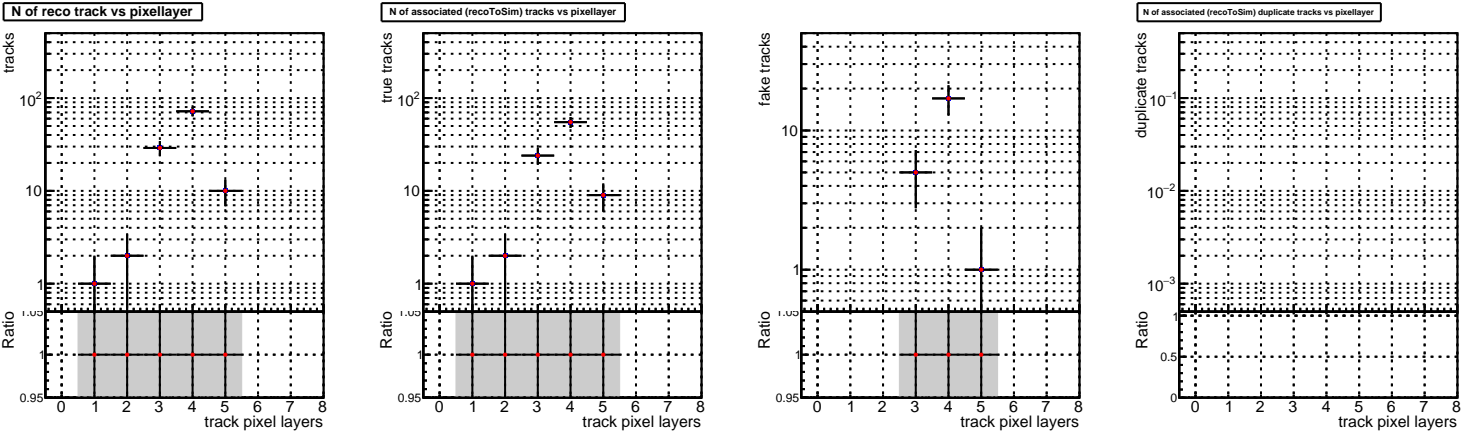 N of reco track vs pixellayer
tracks
10²
10
1
Ratio
1.05
1
0.95
0 1 2 3 4 5 6 7 8
track pixel layers
N of associated (recoToSim) tracks vs pixellayer
true tracks
10²
10
1
Ratio
1.05
1
0.95
0 1 2 3 4 5 6 7 8
track pixel layers
fake tracks
10
1
Ratio
1.05
1
0.95
0 1 2 3 4 5 6 7 8
track pixel layers
N of associated (recoToSim) duplicate tracks vs pixellayer
duplicate tracks
10⁻¹
10⁻²
10⁻³
Ratio
1
0.5
0
0 1 2 3 4 5 6 7 8
track pixel layers